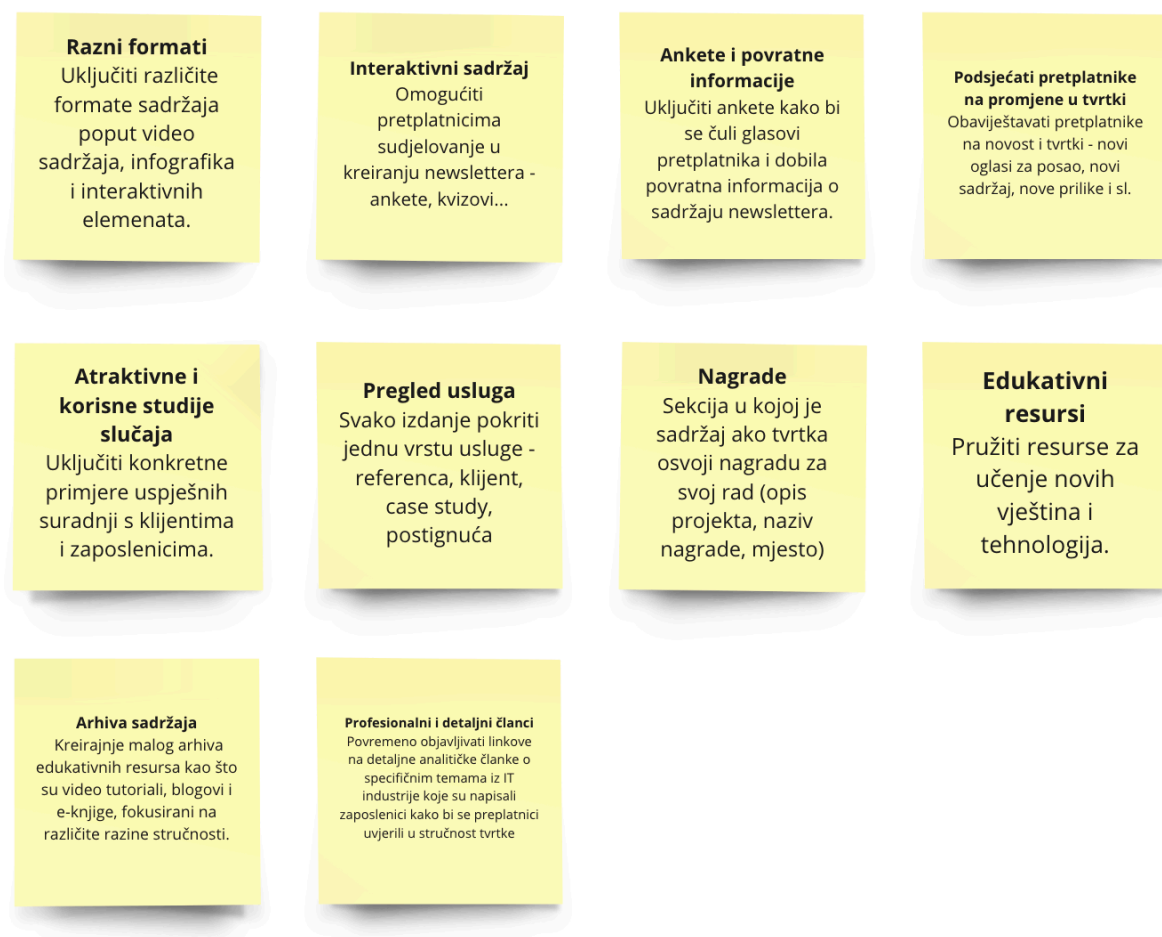 Razni formati
Uključiti različite
formate sadržaja
poput video
sadržaja, infografika
i interaktivnih
elemenata.
Interaktivni sadržaj
Omogućiti
pretplatnicima
sudjelovanje u
kreiranju newslettera -
ankete, kvizovi...
Ankete i povratne
informacije
Uključiti ankete kako bi
se čuli glasovi
pretplatnika i dobila
povratna informacija o
sadržaju newslettera.
Podsjećati pretplatnike
na promjene u tvrtki
Obaviještavati pretplatnike
na novost i tvrtki - novi
oglasi za posao, novi
sadržaj, nove prilike i sl.
Atraktivne i
korisne studije
slučaja
Uključiti konkretne
primjere uspješnih
suradnji s klijentima
i zaposlenicima.
Pregled usluga
Svako izdanje pokriti
jednu vrstu usluge -
referenca, klijent,
case study,
postignuća
Nagrade
Sekcija u kojoj je
sadržaj ako tvrtka
osvoji nagradu za
svoj rad (opis
projekta, naziv
nagrade, mjesto)
Edukativni
resursi
Pružiti resurse za
učenje novih
vještina i
tehnologija.
Arhiva sadržaja
Kreirajnje malog arhiva
edukativnih resursa kao što
su video tutoriali, blogovi i
e-knjige, fokusirani na
različite razine stručnosti.
Profesionalni i detaljni članci
Povremeno objavljivati linkove
na detaljne analitičke članke o
specifičnim temama iz IT
industrije koje su napisali
zaposlenici kako bi se preplatnici
uvjerili u stručnost tvrtke